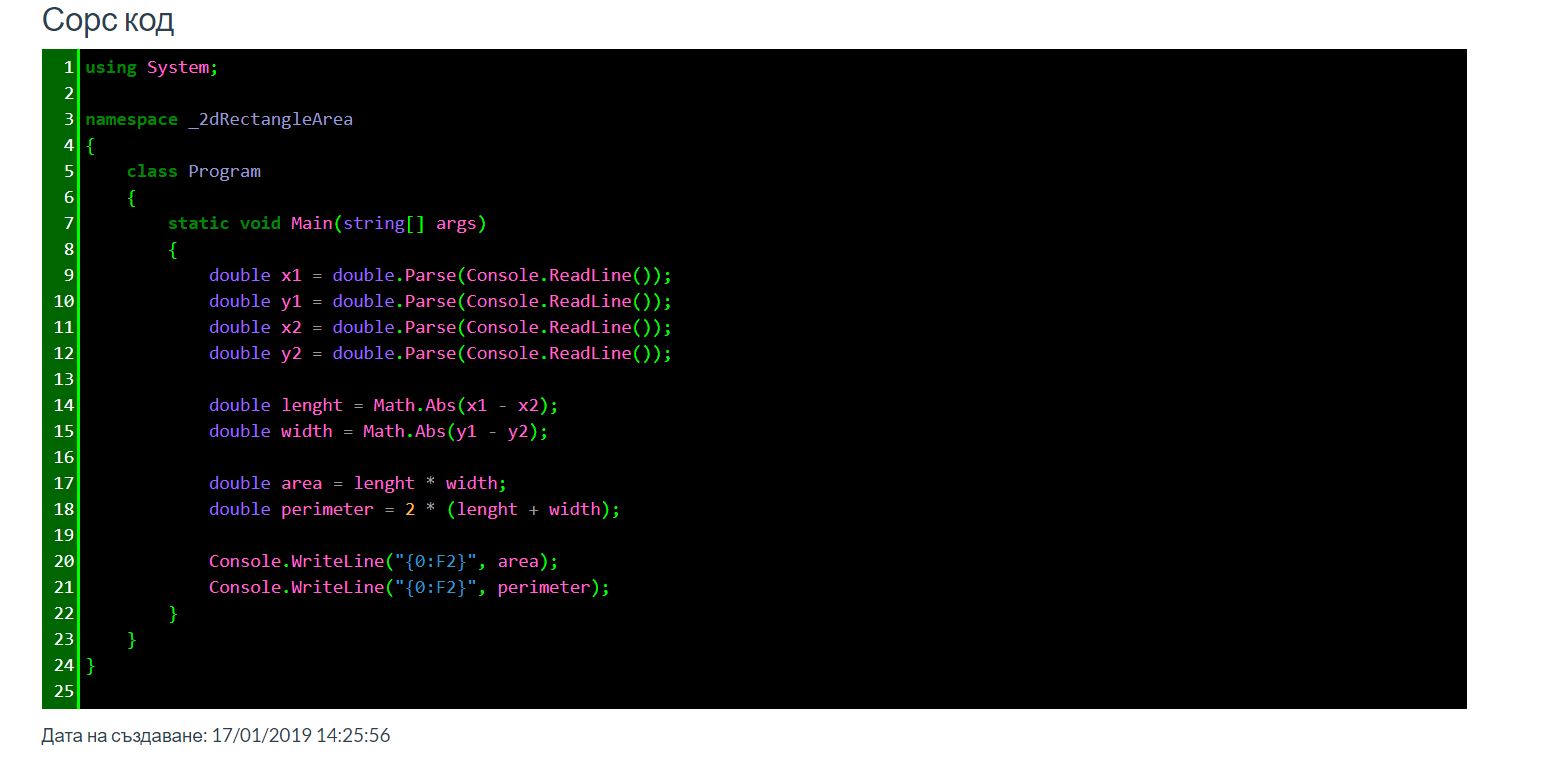 Сорс код
1 using System;
2
3 namespace _2dRectangleArea
4 {
5     class Program
6     {
7         static void Main(string[] args)
8         {
9             double x1 = double.Parse(Console.ReadLine());
10             double y1 = double.Parse(Console.ReadLine());
11             double x2 = double.Parse(Console.ReadLine());
12             double y2 = double.Parse(Console.ReadLine());
13
14             double lenght = Math.Abs(x1 - x2);
15             double width = Math.Abs(y1 - y2);
16
17             double area = lenght * width;
18             double perimeter = 2 * (lenght + width);
19
20             Console.WriteLine("{0:F2}", area);
21             Console.WriteLine("{0:F2}", perimeter);
22         }
23     }
24 }
25
Дата на създаване: 17/01/2019 14:25:56